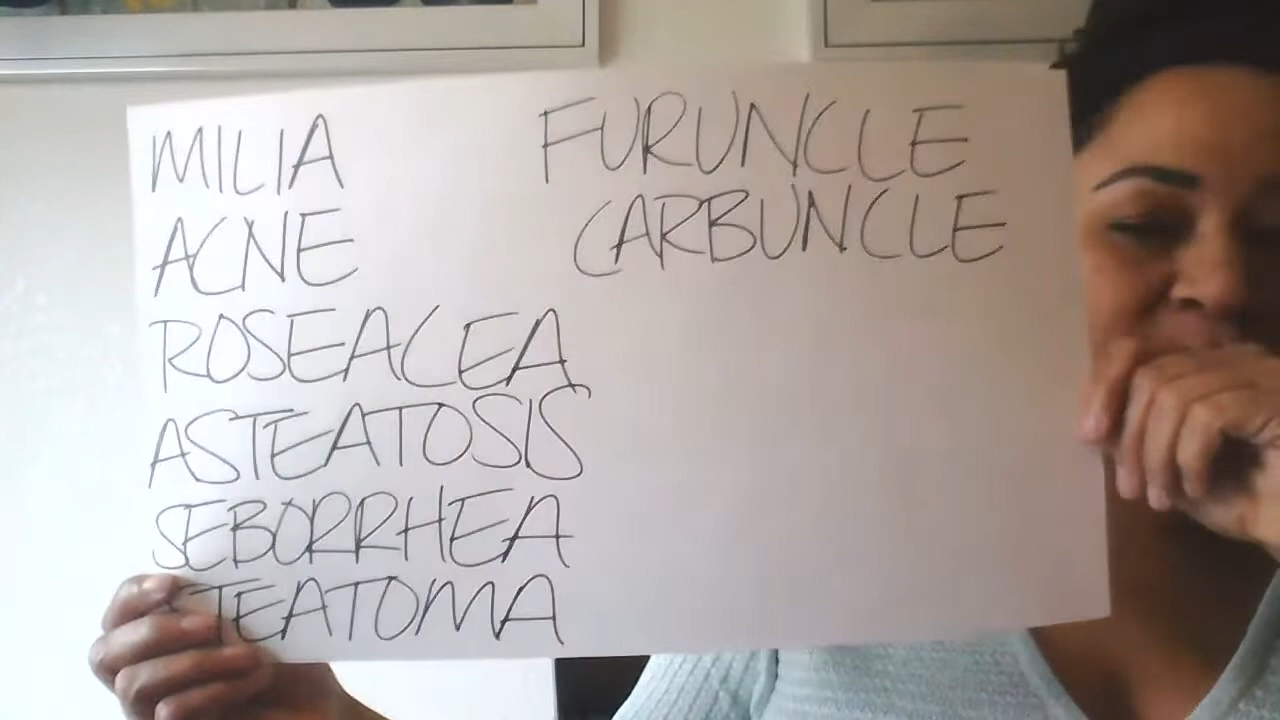 MILIA
ACNE
ROSEACEA
ASTEATOSIS
SEBORRHEA
STEATOMA
FURUNCLE
CARBUNCLE